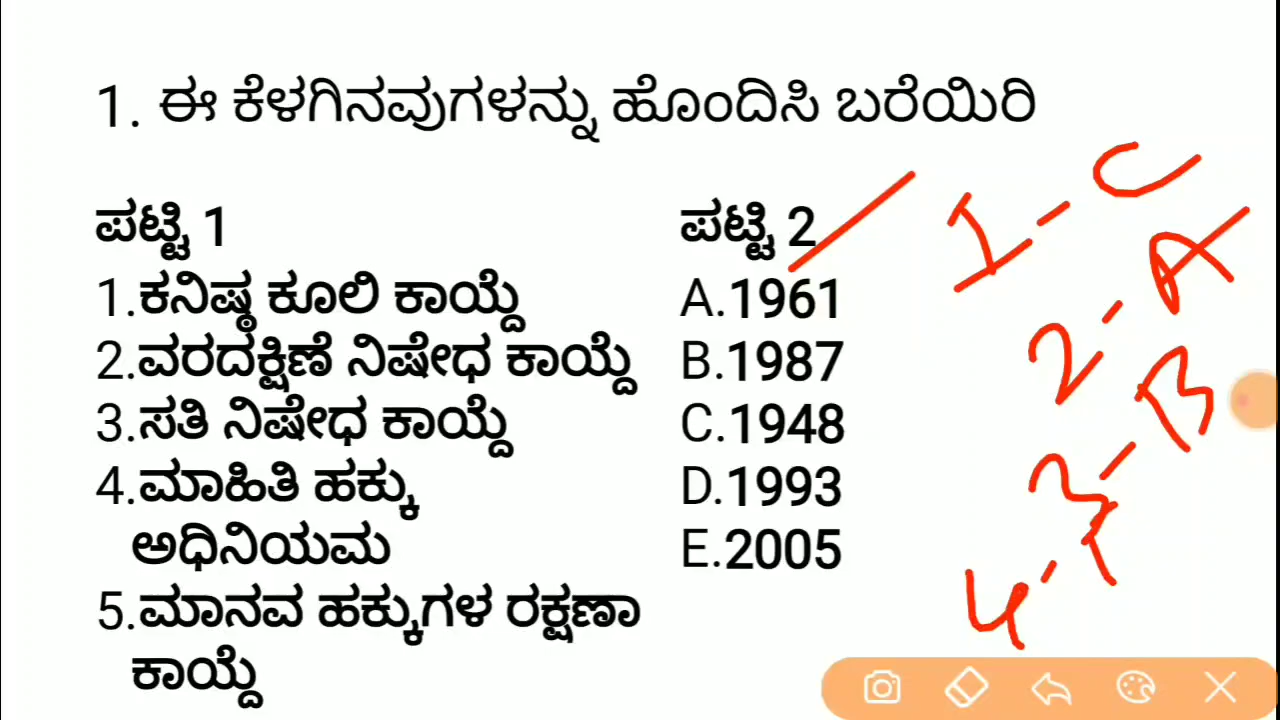 1. ಈ ಕೆಳಗಿನವುಗಳನ್ನು ಹೊಂದಿಸಿ ಬರೆಯಿರಿ
ಪಟ್ಟಿ 1
1.ಕನಿಷ್ಠ ಕೂಲಿ ಕಾಯ್ದೆ
2.ವರದಕ್ಷಿಣೆ ನಿಷೇಧ ಕಾಯ್ದೆ
3.ಸತಿ ನಿಷೇಧ ಕಾಯ್ದೆ
4.ಮಾಹಿತಿ ಹಕ್ಕು
ಅಧಿನಿಯಮ
5.ಮಾನವ ಹಕ್ಕುಗಳ ರಕ್ಷಣಾ
ಕಾಯ್ದೆ
ಪಟ್ಟಿ 2
A.1961
B.1987
C.1948
D.1993
E.2005
1-C
2-A
3-B
4-